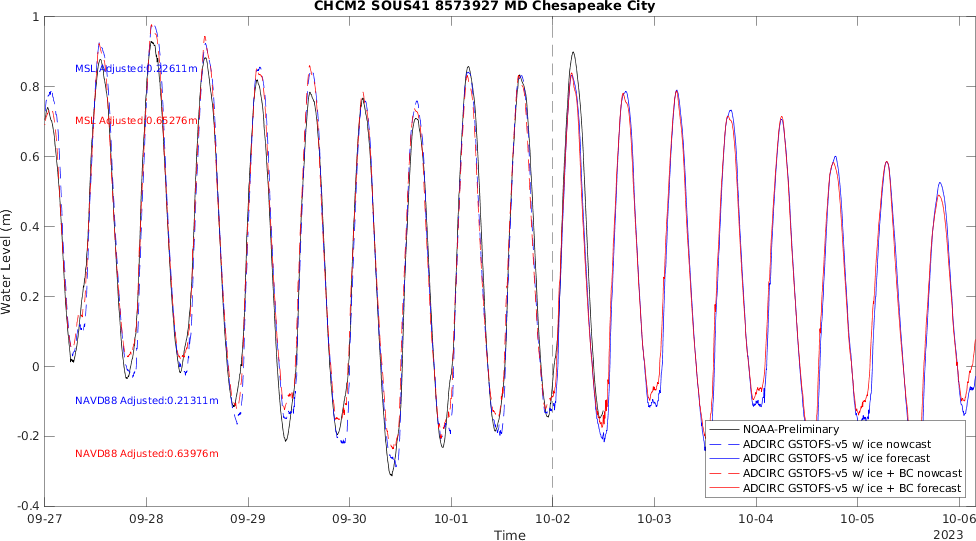 CHCM2 SOUS41 8573927 MD Chesapeake City
Water Level (m)
1
0.8
0.6
0.4
0.2
0
-0.2
-0.4
MSL Adjusted:0.22611m
MSL Adjusted:0.65276m
NAVD88 Adjusted:0.21311m
NAVD88 Adjusted:0.63976m
NOAA-Preliminary
ADCIRC GSTOFS-v5 w/ ice nowcast
ADCIRC GSTOFS-v5 w/ ice forecast
ADCIRC GSTOFS-v5 w/ ice + BC nowcast
ADCIRC GSTOFS-v5 w/ ice + BC forecast
09-27 09-28 09-29 09-30 10-01 10-02 10-03 10-04 10-05 10-06
Time
2023